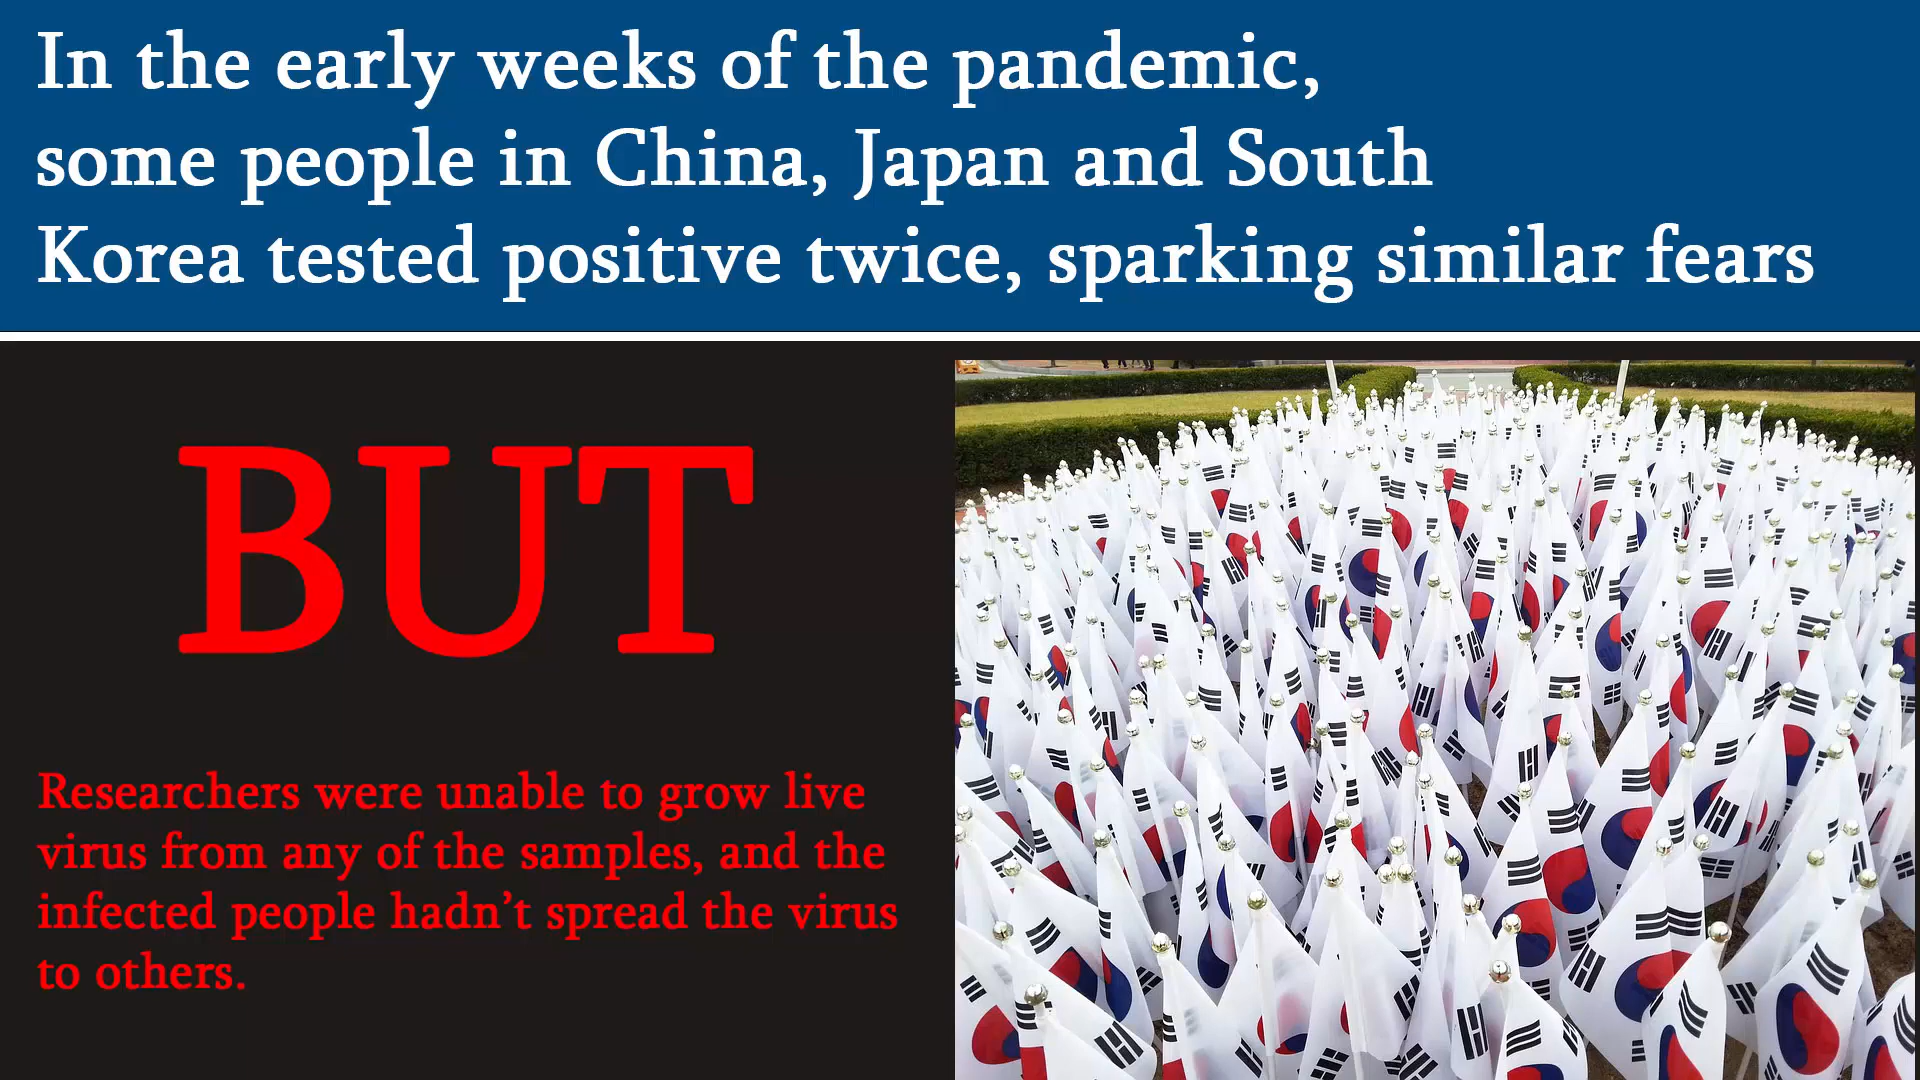 In the early weeks of the pandemic,
some people in China, Japan and South
Korea tested positive twice, sparking similar fears
BUT
Researchers were unable to grow live
virus from any of the samples, and the
infected people hadn’t spread the virus
to others.